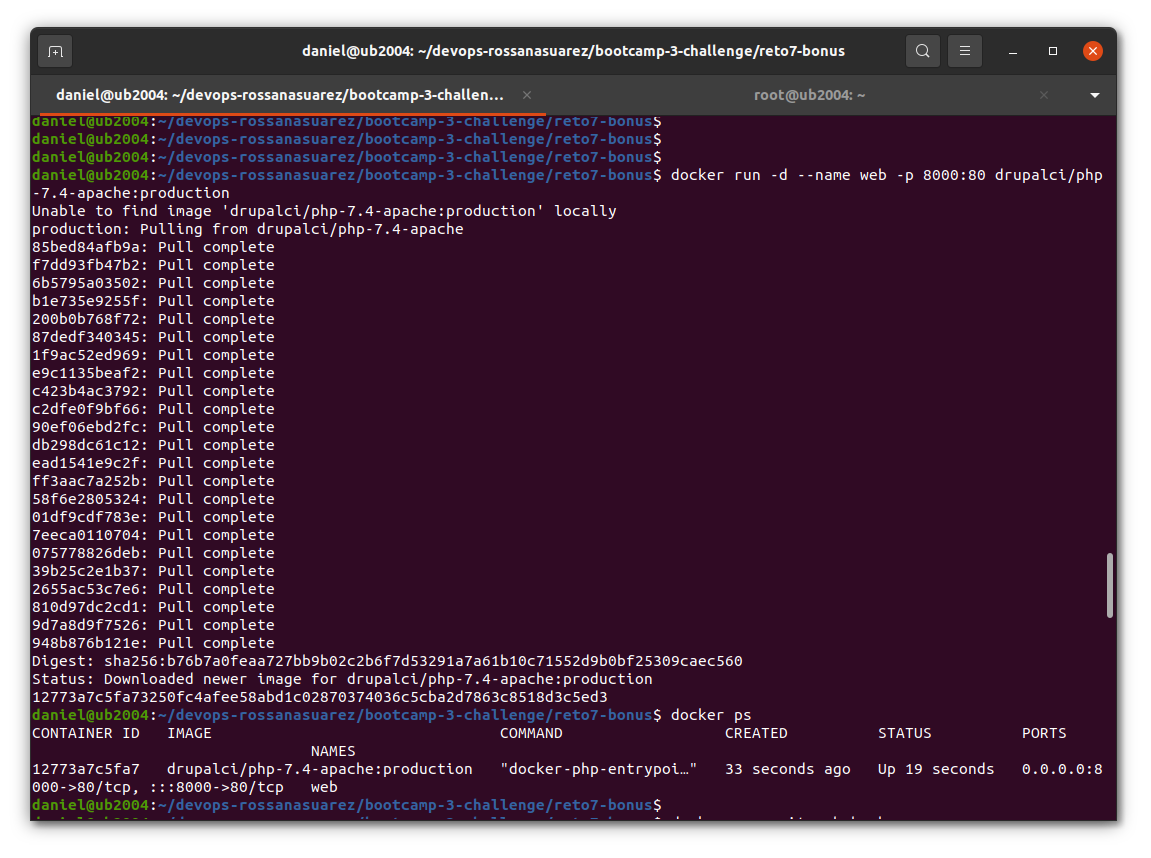 daniel@ub2004: ~/devops-rossanasuarez/bootcamp-3-challenge/reto7-bonus
daniel@ub2004: ~/devops-rossanasuarez/bootcamp-3-challen...
root@ub2004: ~
daniel@ub2004:~/devops-rossanasuarez/bootcamp-3-challenge/reto7-bonus$
daniel@ub2004:~/devops-rossanasuarez/bootcamp-3-challenge/reto7-bonus$
daniel@ub2004:~/devops-rossanasuarez/bootcamp-3-challenge/reto7-bonus$
daniel@ub2004:~/devops-rossanasuarez/bootcamp-3-challenge/reto7-bonus$ docker run -d --name web -p 8000:80 drupalci/php
-7.4-apache:production
Unable to find image 'drupalci/php-7.4-apache:production' locally
production: Pulling from drupalci/php-7.4-apache
85bed84afb9a: Pull complete
f7dd93fb47b2: Pull complete
6b5795a03502: Pull complete
b1e735e9255f: Pull complete
200b0b768f72: Pull complete
87dedf340345: Pull complete
1f9ac52ed969: Pull complete
e9c1135beaf2: Pull complete
c423b4ac3792: Pull complete
c2dfe0f9bf66: Pull complete
90ef06ebd2fc: Pull complete
db298dc61c12: Pull complete
ead1541e9c2f: Pull complete
ff3aac7a252b: Pull complete
58f6e2805324: Pull complete
01df9cdf783e: Pull complete
7eeca0110704: Pull complete
075778826deb: Pull complete
39b25c2e1b37: Pull complete
2655ac53c7e6: Pull complete
810d97dc2cd1: Pull complete
9d7a8d9f7526: Pull complete
948b876b121e: Pull complete
Digest: sha256:b76b7a0feaa727bb9b02c2b6f7d53291a7a61b10c71552d9b0bf25309caec560
Status: Downloaded newer image for drupalci/php-7.4-apache:production
12773a7c5fa73250fc4afee58abd1c02870374036c5cba2d7863c8518d3c5ed3
daniel@ub2004:~/devops-rossanasuarez/bootcamp-3-challenge/reto7-bonus$ docker ps
CONTAINER ID   IMAGE                                COMMAND                  CREATED          STATUS          PORTS
NAMES
12773a7c5fa7   drupalci/php-7.4-apache:production   "docker-php-entrypoi…"   33 seconds ago   Up 19 seconds   0.0.0.0:8
000->80/tcp, :::8000->80/tcp   web
daniel@ub2004:~/devops-rossanasuarez/bootcamp-3-challenge/reto7-bonus$